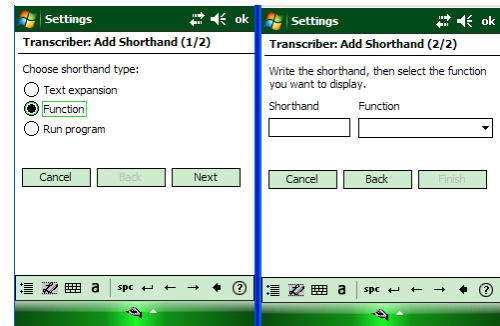 Settings
ok
Transcriber: Add Shorthand (1/2)
Choose shorthand type:
Text expansion
Function
Run program
Cancel Back Next
a spc ?
Settings
ok
Transcriber: Add Shorthand (2/2)
Write the shorthand, then select the function
you want to display.
Shorthand Function
Cancel Back Finish
a spc ?